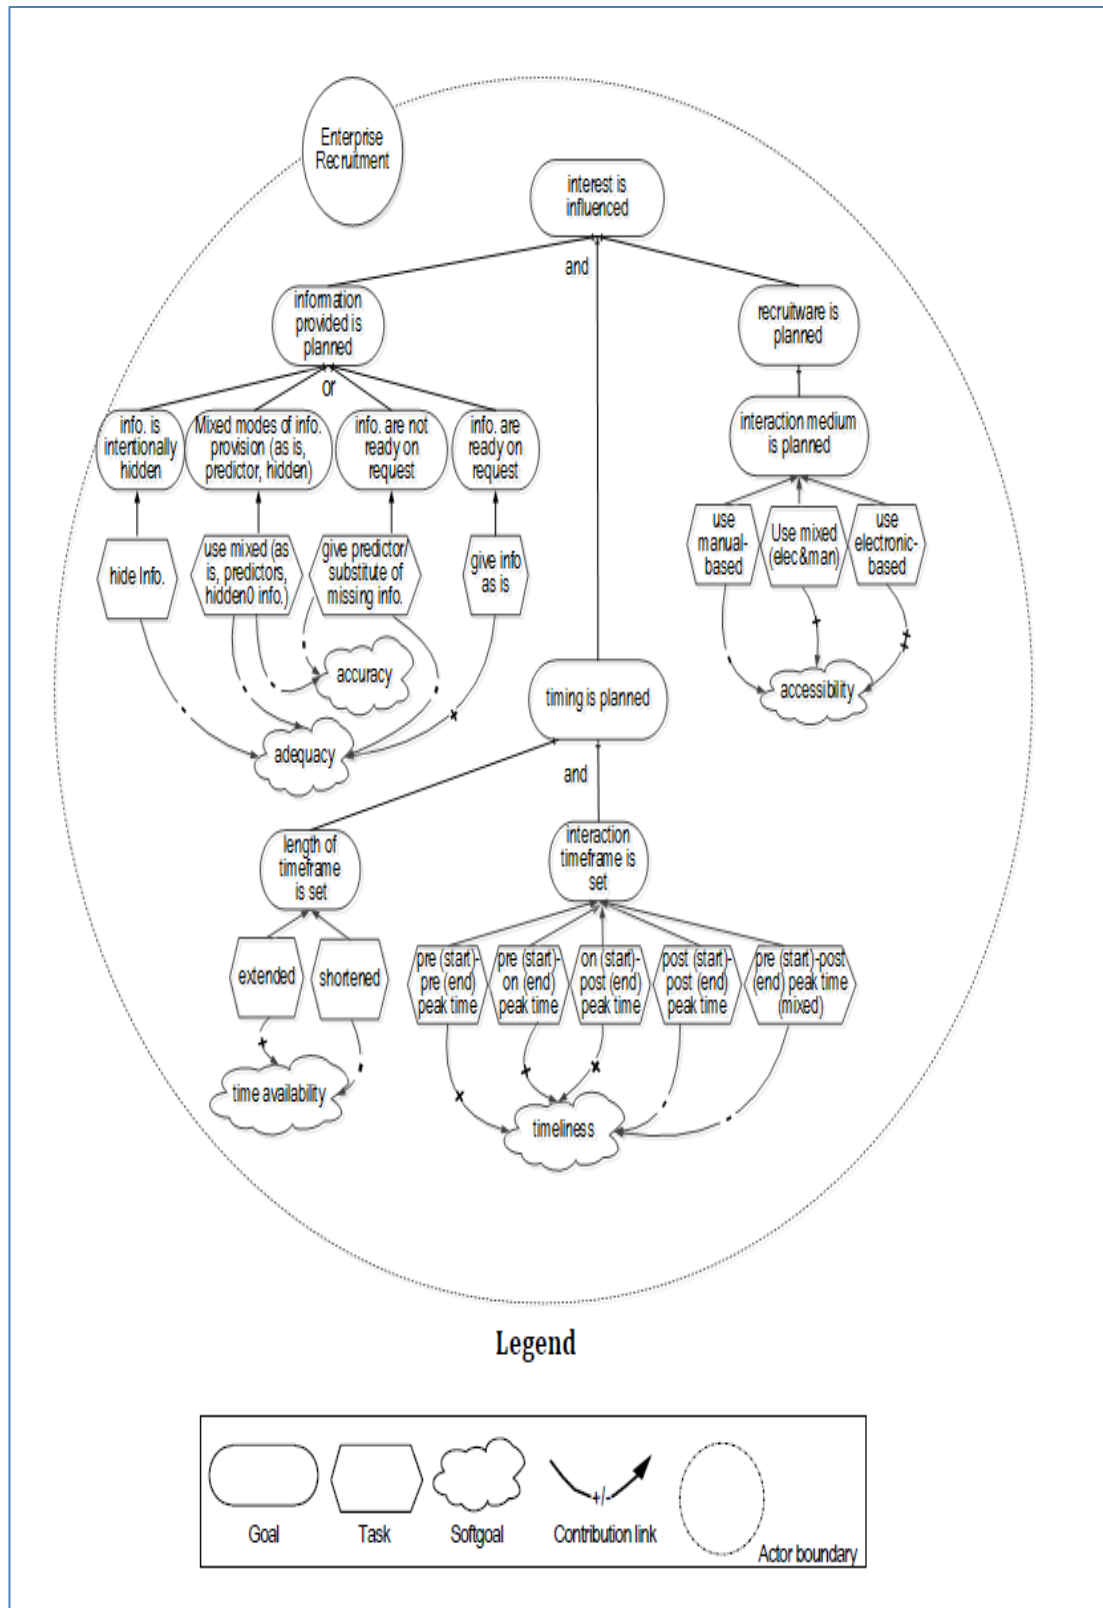 Enterprise
Recruitment
interest is
influenced
and
information
provided is
planned
recruitware is
planned
or
info. is
intentionally
hidden
Mixed modes of info.
provision (as is,
predictor, hidden)
info. are not
ready on
request
info. are
ready on
request
interaction medium
is planned
hide Info.
use mixed (as
is, predictors,
hidden0 info.)
give predictor/
substitute of
missing info.
give info
as is
use
manual-
based
Use mixed
(elec&man)
use
electronic-
based
-
-
-
-
-
+
-
+
++
accuracy
adequacy
accessibility
timing is planned
and
length of
timeframe
is set
interaction
timeframe is
set
extended
shortened
pre (start)-
pre (end)
peak time
pre (start)-
on (end)
peak time
on (start)-
post (end)
peak time
post (start)-
post (end)
peak time
pre (start)-post
(end) peak time
(mixed)
+
-
+
+
+
-
-
time availability
timeliness
Legend
+/-
Goal
Task
Softgoal
Contribution link
Actor boundary